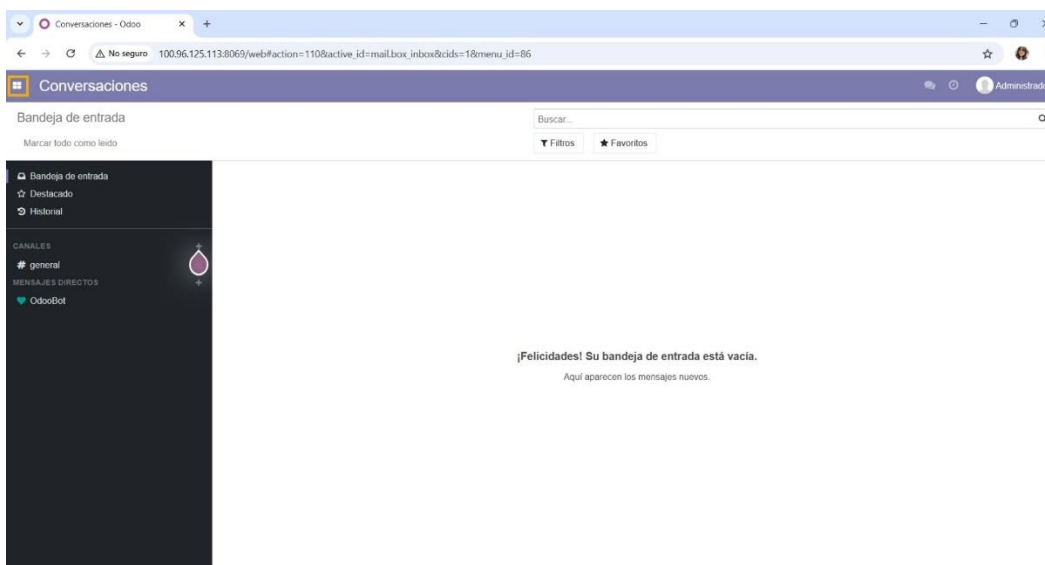 Conversaciones - Odoo
No seguro 100.96.125.113:8069/web#action=110&active_id=mail.box_inbox&cids=1&menu_id=86
Conversaciones
Administrado
Bandeja de entrada
Buscar...
Marcar todo como leído
Filtros
Favoritos
Bandeja de entrada
Destacado
Historial
CANALES
# general
MENSAJES DIRECTOS
OdooBot
¡Felicidades! Su bandeja de entrada está vacía.
Aquí aparecen los mensajes nuevos.